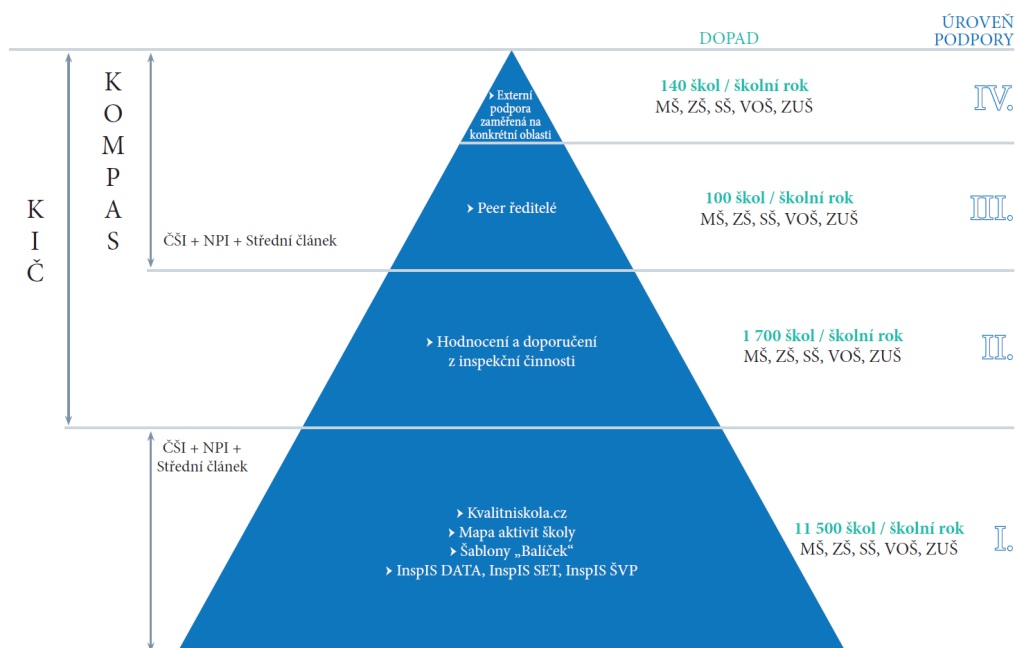 DOPAD
ÚROVEŇ
PODPORY
KIČ
KOMPAS
› Externí
podpora
zaměřená na
konkrétní oblasti
140 škol / školní rok
MŠ, ZŠ, SŠ, VOŠ, ZUŠ
IV.
› Peer ředitelé
100 škol / školní rok
MŠ, ZŠ, SŠ, VOŠ, ZUŠ
III.
ČŠI + NPI + Střední článek
› Hodnocení a doporučení
z inspekční činnosti
1 700 škol / školní rok
MŠ, ZŠ, SŠ, VOŠ, ZUŠ
II.
ČŠI + NPI +
Střední článek
› Kvalitniskola.cz
› Mapa aktivit školy
› Šablony „Balíček“
› InspIS DATA, InspIS SET, InspIS ŠVP
11 500 škol / školní rok
MŠ, ZŠ, SŠ, VOŠ, ZUŠ
I.